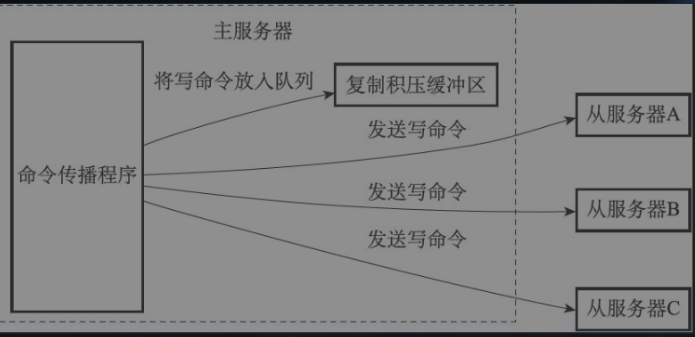 主服务器
将写命令放入队列
复制积压缓冲区
发送写命令
从服务器A
命令传播程序
发送写命令
从服务器B
发送写命令
从服务器C